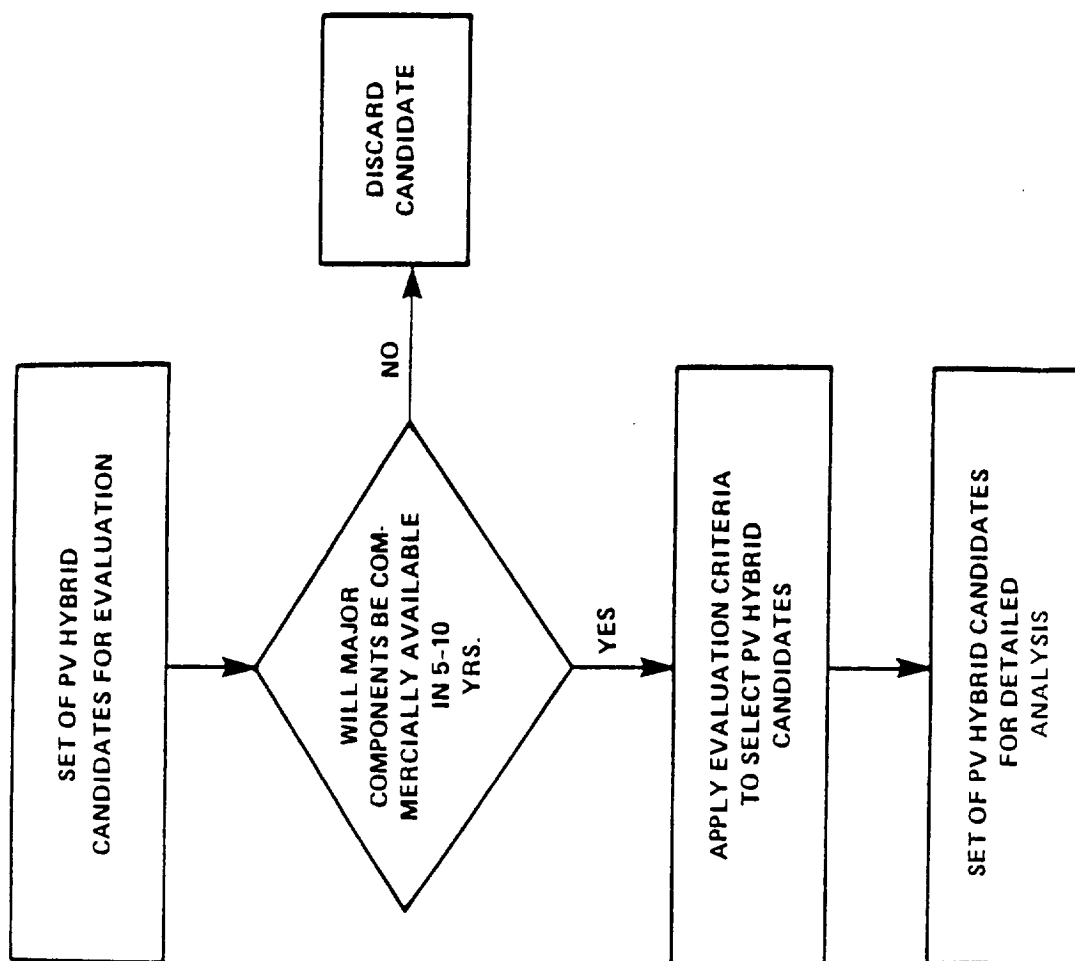 SET OF PV HYBRID
CANDIDATES FOR EVALUATION
WILL MAJOR
COMPONENTS BE COM-
MERCIALLY AVAILABLE
IN 5-10
YRS.
NO
DISCARD
CANDIDATE
YES
APPLY EVALUATION CRITERIA
TO SELECT PV HYBRID
CANDIDATES
SET OF PV HYBRID CANDIDATES
FOR DETAILED
ANALYSIS